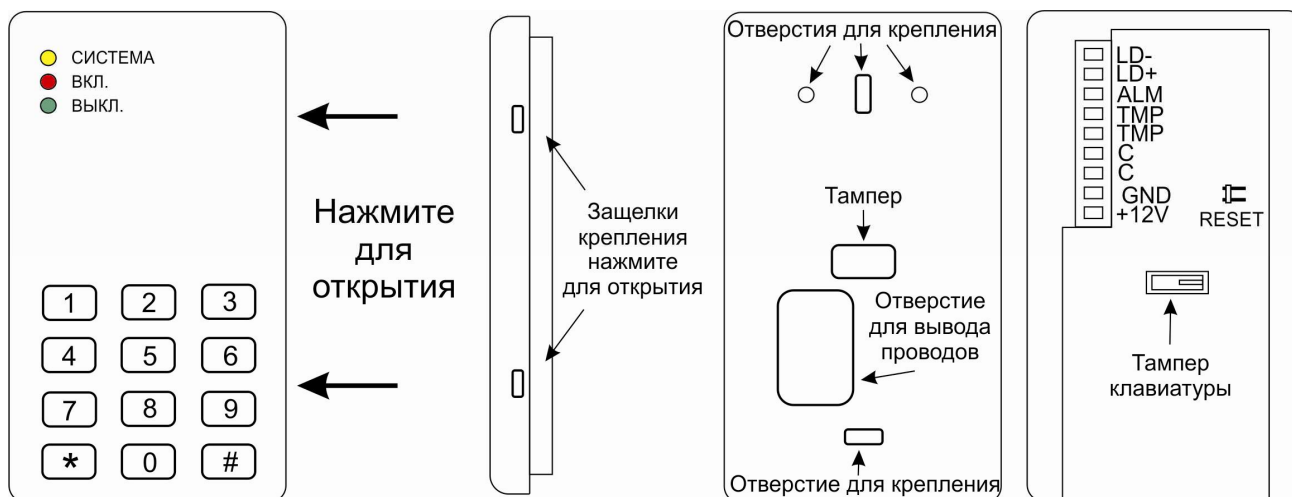 СИСТЕМА
ВКЛ.
ВЫКЛ.
1 2 3
4 5 6
7 8 9
* 0 #
Нажмите
для
открытия
Защелки
крепления
нажмите
для открытия
Отверстия для крепления
Тампер
Отверстие
для вывода
проводов
Отверстие для крепления
LD-
LD+
ALM
TMP
TMP
C
C
GND
+12V
RESET
Тампер
клавиатуры